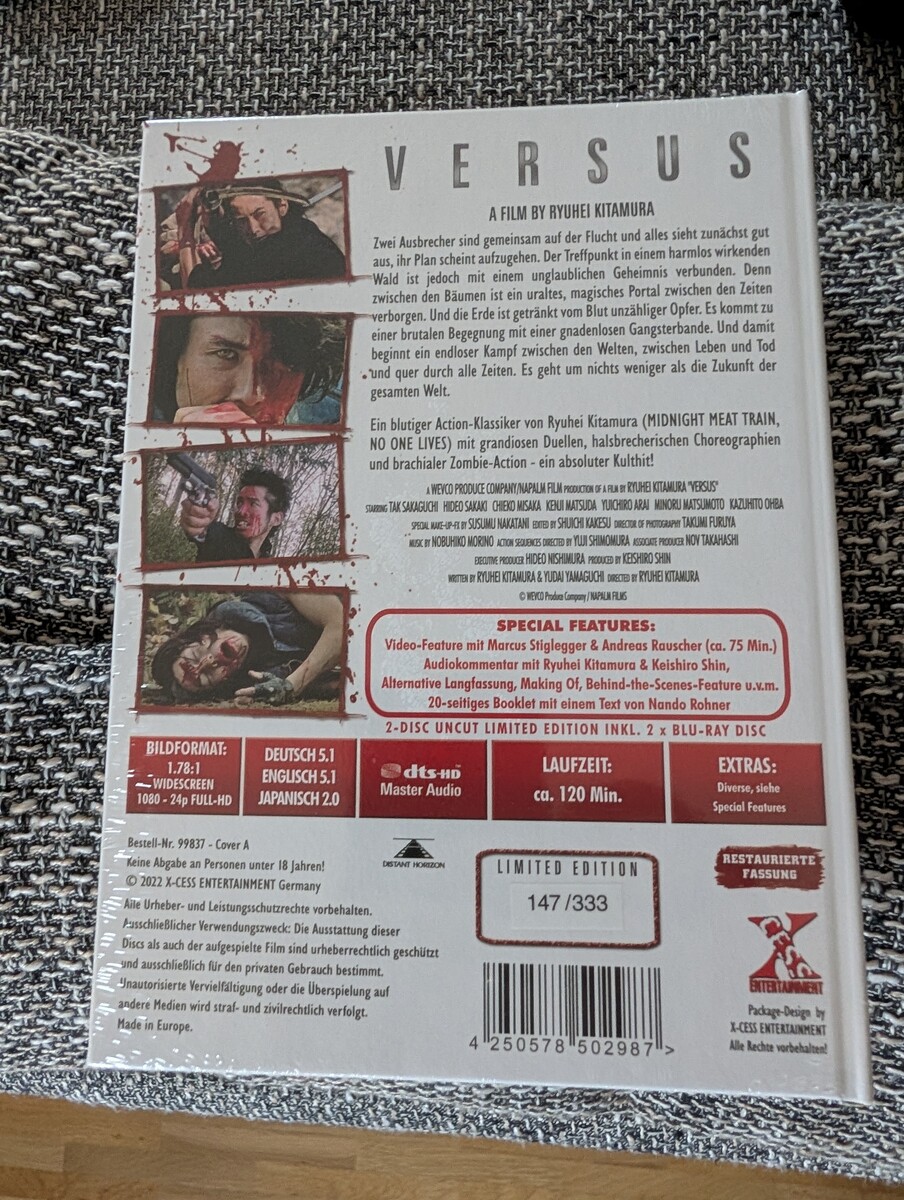 VERSUS
A FILM BY RYUHEI KITAMURA
Zwei Ausbrecher sind gemeinsam auf der Flucht und alles sieht zunächst gut
aus, ihr Plan scheint aufzugehen. Der Treffpunkt in einem harmlos wirkenden
Wald ist jedoch mit einem unglaublichen Geheimnis verbunden. Denn
zwischen den Bäumen ist ein uraltes, magisches Portal zwischen den Zeiten
verborgen. Und die Erde ist getränkt vom Blut unzähliger Opfer. Es kommt zu
einer brutalen Begegnung mit einer gnadenlosen Gangsterbande. Und damit
beginnt ein endloser Kampf zwischen den Welten, zwischen Leben und Tod
und quer durch alle Zeiten. Es geht um nichts weniger als die Zukunft der
gesamten Welt.
Ein blutiger Action-Klassiker von Ryuhei Kitamura (MIDNIGHT MEAT TRAIN,
NO ONE LIVES) mit grandiosen Duellen, halsbrecherischen Choreographien
und brachialer Zombie-Action - ein absoluter Kulthit!
A WEVCO PRODUCE COMPANY/NAPALM FILM PRODUCTION OF A FILM BY RYUHEI KITAMURA "VERSUS"
STARRING TAK SAKAGUCHI HIDEO SAKAKI CHIEKO MISAKA KENJI MATSUDA YUICHIRO ARAI MINORU MATSUMOTO KAZUHITO OHBA
SPECIAL MAKE-UP-FX BY SUSUMU NAKATANI EDITED BY SHUICHI KAKESU DIRECTOR OF PHOTOGRAPHY TAKUMI FURUYA
MUSIC BY NOBUHIKO MORINO ACTION SEQUENCES DIRECTED BY YUJI SHIMOMURA ASSOCIATE PRODUCER NOV TAKAHASHI
EXECUTIVE PRODUCER HIDEO NISHIMURA PRODUCED BY KEISHIRO SHIN
WRITTEN BY RYUHEI KITAMURA & YUDAI YAMAGUCHI DIRECTED BY RYUHEI KITAMURA
© WEVCO Produce Company / NAPALM FILMS
SPECIAL FEATURES:
Video-Feature mit Marcus Stiglegger & Andreas Rauscher (ca. 75 Min.)
Audiokommentar mit Ryuhei Kitamura & Keishiro Shin,
Alternative Langfassung, Making Of, Behind-the-Scenes-Feature u.v.m.
20-seitiges Booklet mit einem Text von Nando Rohner
2-DISC UNCUT LIMITED EDITION INKL. 2 x BLU-RAY DISC
BILDFORMAT:
1.78:1
WIDESCREEN
1080 - 24p FULL-HD
DEUTSCH 5.1
ENGLISCH 5.1
JAPANISCH 2.0
dts-HD
Master Audio
LAUFZEIT:
ca. 120 Min.
EXTRAS:
Diverse, siehe
Special Features
Bestell-Nr. 99837 - Cover A
Keine Abgabe an Personen unter 18 Jahren!
© 2022 X-CESS ENTERTAINMENT Germany
Alle Urheber- und Leistungsschutzrechte vorbehalten.
Ausschließlicher Verwendungszweck: Die Ausstattung dieser
Discs als auch der aufgespielte Film sind urheberrechtlich geschützt
und ausschließlich für den privaten Gebrauch bestimmt.
Unautorisierte Vervielfältigung oder die Überspielung auf
andere Medien wird straf- und zivilrechtlich verfolgt.
Made in Europe.
DISTANT HORIZON
LIMITED EDITION
147/333
4 250578 502987 >
RESTAURIERTE
FASSUNG
X
ENTERTAINMENT
Package-Design by
X-CESS ENTERTAINMENT
Alle Rechte vorbehalten!